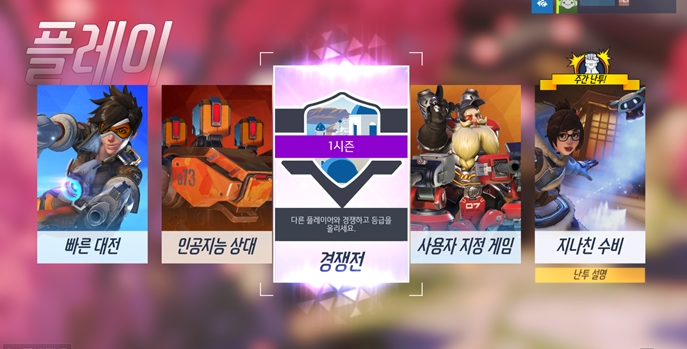 플레이
주간 난투!
1시즌
다른 플레이어와 경쟁하고 등급을
올리세요.
빠른 대전
인공지능 상대
경쟁전
사용자 지정 게임
지나친 수비
난투 설명
73
07